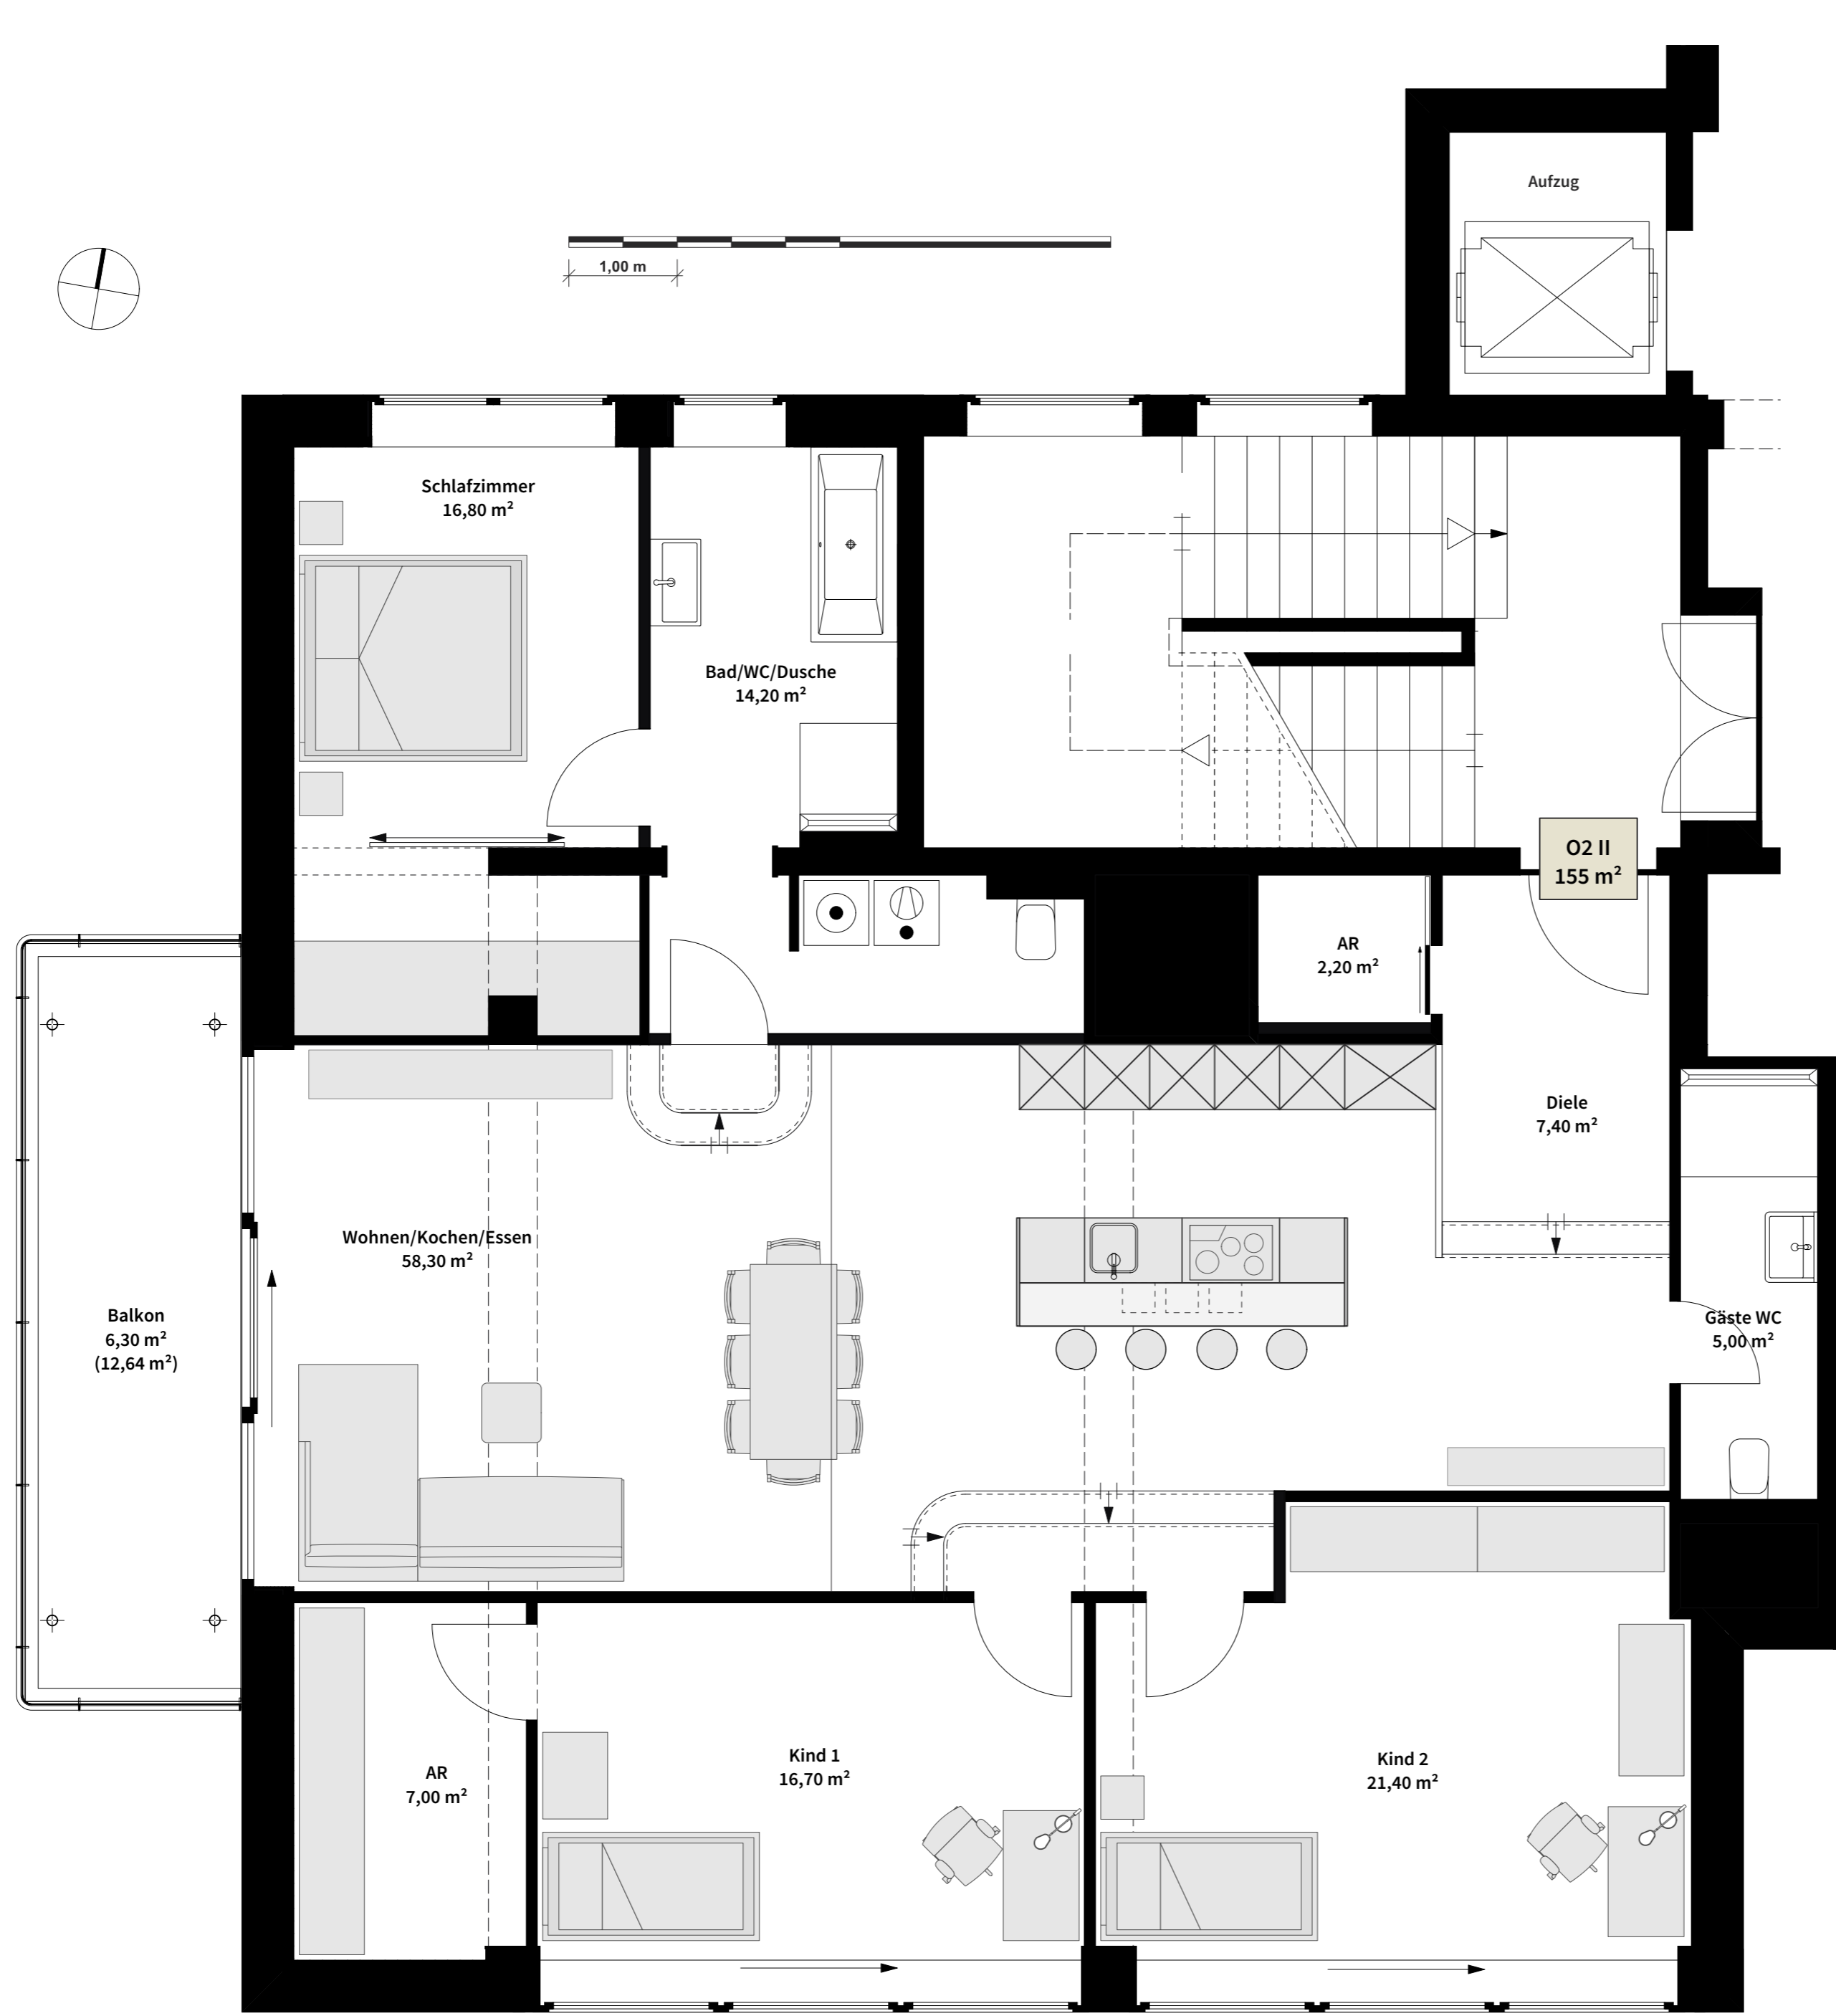 Aufzug
1,00 m
Schlafzimmer
16,80 m²
Bad/WC/Dusche
14,20 m²
O2 II
155 m²
AR
2,20 m²
Diele
7,40 m²
Wohnen/Kochen/Essen
58,30 m²
Balkon
6,30 m²
(12,64 m²)
Gäste WC
5,00 m²
Kind 1
16,70 m²
Kind 2
21,40 m²
AR
7,00 m²